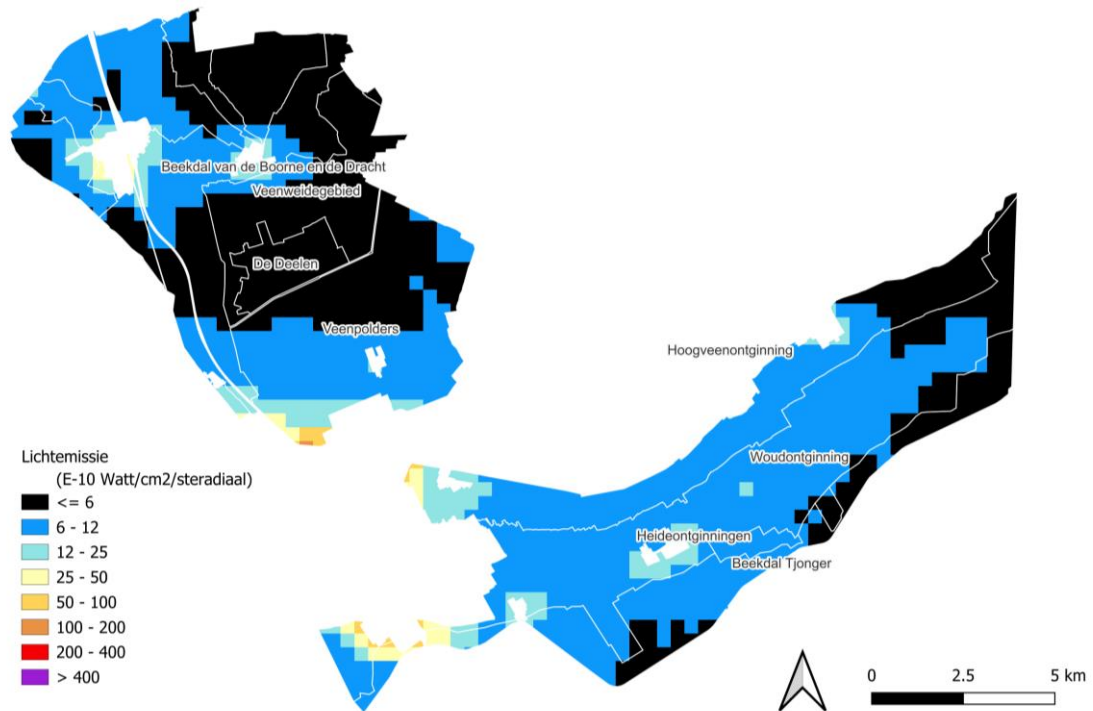 Beekdal van de Boorne en de Dracht
Veenweidegebied
De Deelen
Veenpolders
Hoogveenontginning
Woudontginning
Heideontginningen
Beekdal Tjonger
Lichtemissie
(E-10 Watt/cm2/steradiaal)
<= 6
6 - 12
12 - 25
25 - 50
50 - 100
100 - 200
200 - 400
> 400
0 2.5 5 km